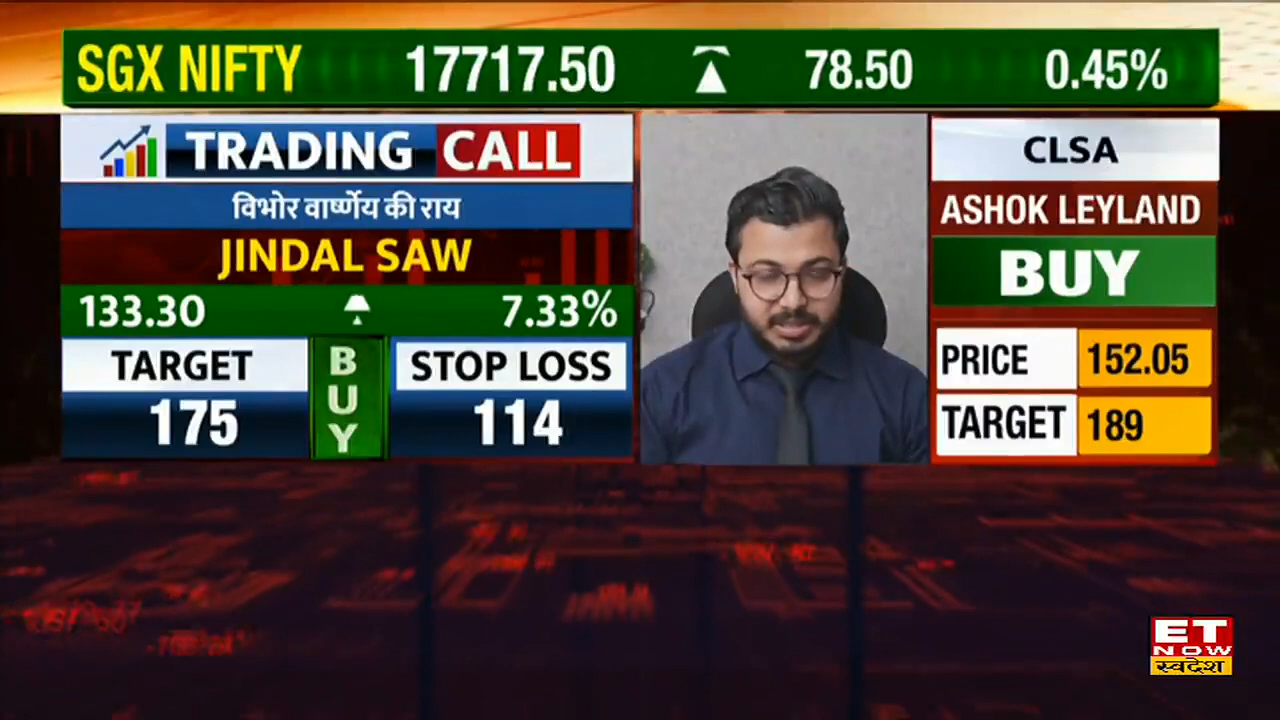 SGX NIFTY 17717.50 78.50 0.45%
TRADING CALL
विभोर वार्ष्णेय की राय
JINDAL SAW
133.30 7.33%
TARGET
175
BUY
STOP LOSS
114
CLSA
ASHOK LEYLAND
BUY
PRICE 152.05
TARGET 189
ET
NOW
स्वदेश